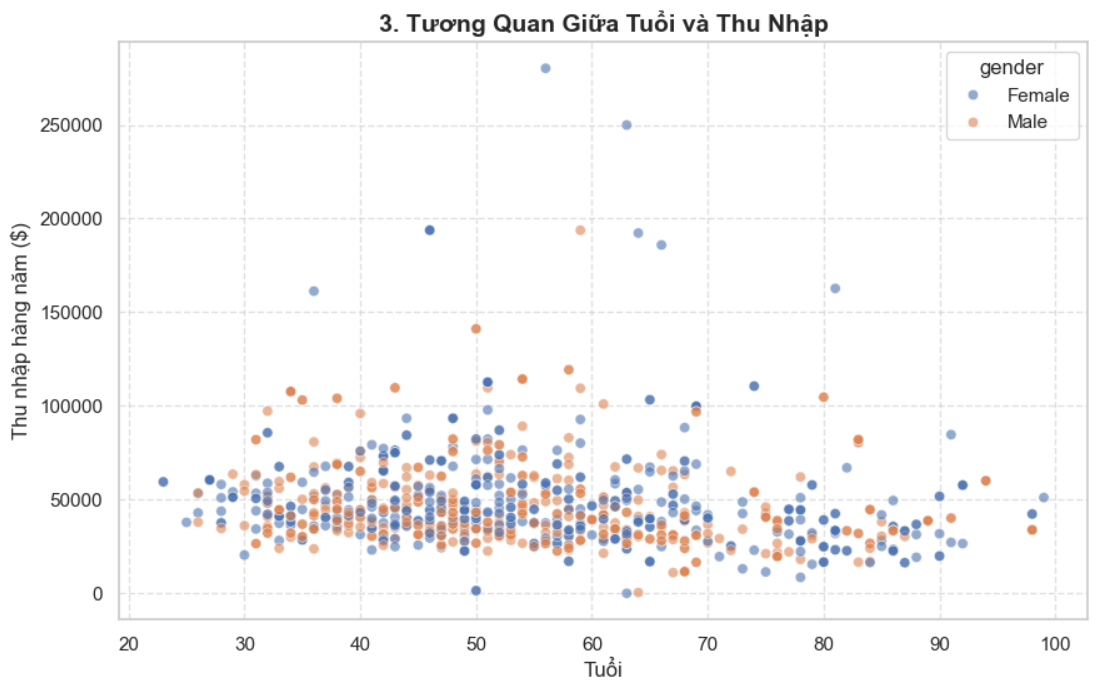 3. Tương Quan Giữa Tuổi và Thu Nhập
gender
Female
Male
Thu nhập hàng năm ($)
250000
200000
150000
100000
50000
0
20 30 40 50 60 70 80 90 100
Tuổi